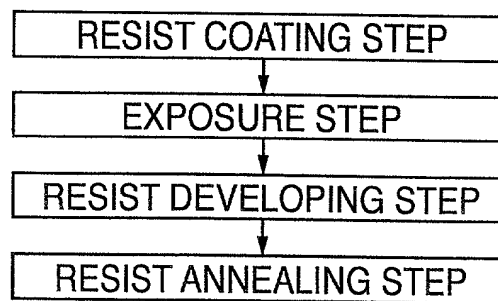 RESIST COATING STEP
EXPOSURE STEP
RESIST DEVELOPING STEP
RESIST ANNEALING STEP